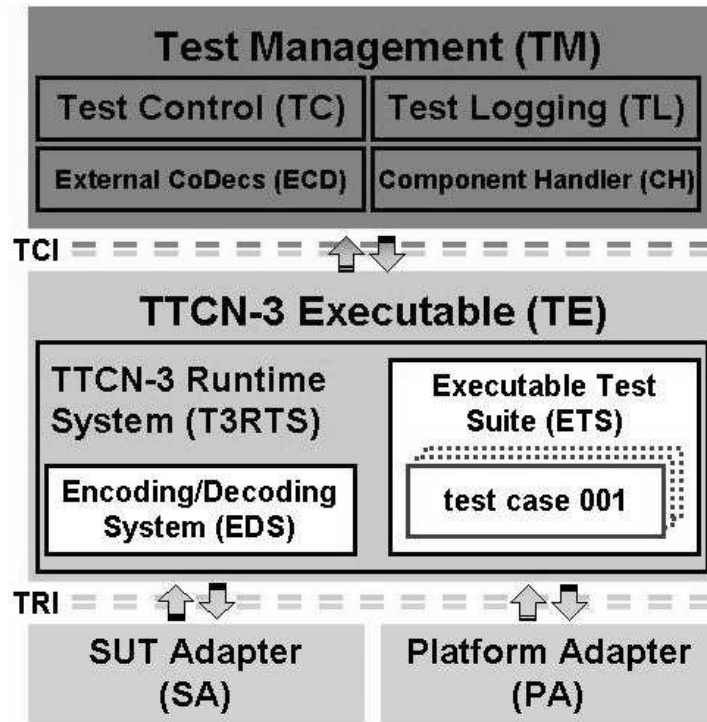 Test Management (TM)
Test Control (TC)
Test Logging (TL)
External CoDecs (ECD)
Component Handler (CH)
TCI
TTCN-3 Executable (TE)
TTCN-3 Runtime
System (T3RTS)
Executable Test
Suite (ETS)
Encoding/Decoding
System (EDS)
test case 001
TRI
SUT Adapter
(SA)
Platform Adapter
(PA)